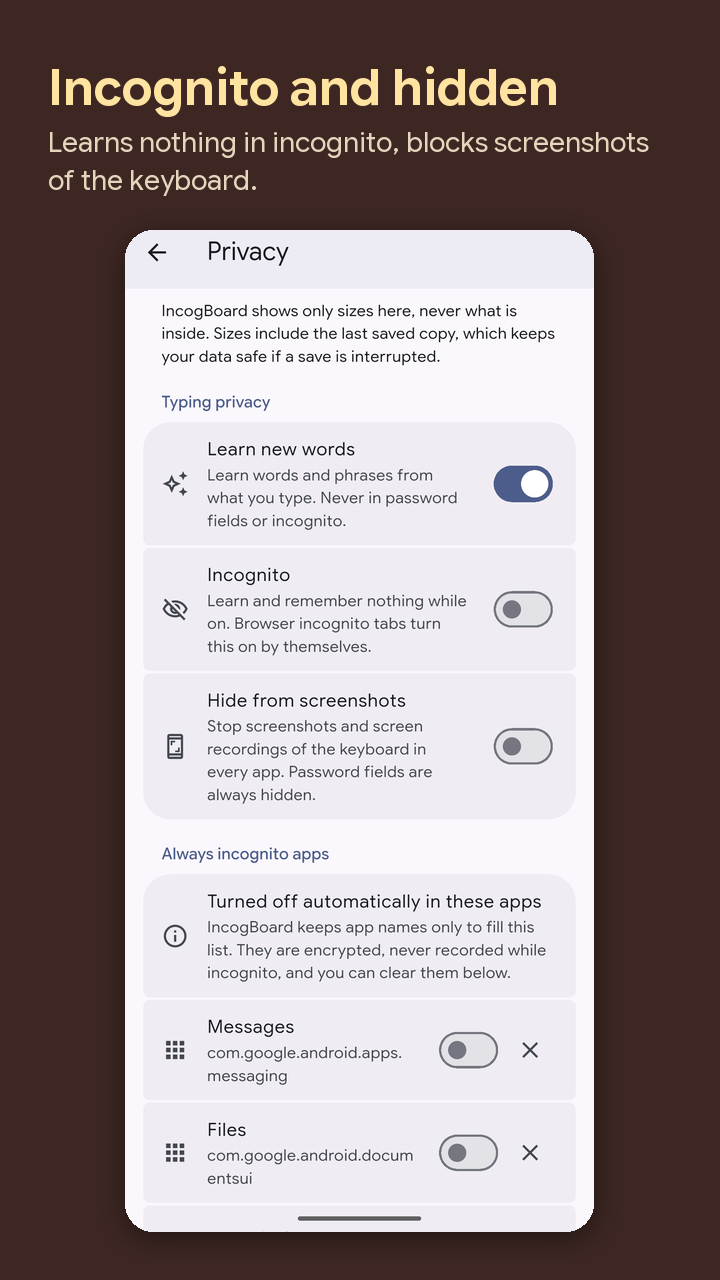 Incognito and hidden
Learns nothing in incognito, blocks screenshots
of the keyboard.
Privacy
IncogBoard shows only sizes here, never what is
inside. Sizes include the last saved copy, which keeps
your data safe if a save is interrupted.
Typing privacy
Learn new words
Learn words and phrases from
what you type. Never in password
fields or incognito.
Incognito
Learn and remember nothing while
on. Browser incognito tabs turn
this on by themselves.
Hide from screenshots
Stop screenshots and screen
recordings of the keyboard in
every app. Password fields are
always hidden.
Always incognito apps
Turned off automatically in these apps
IncogBoard keeps app names only to fill this
list. They are encrypted, never recorded while
incognito, and you can clear them below.
Messages
com.google.android.apps.
messaging
Files
com.google.android.docum
entsui